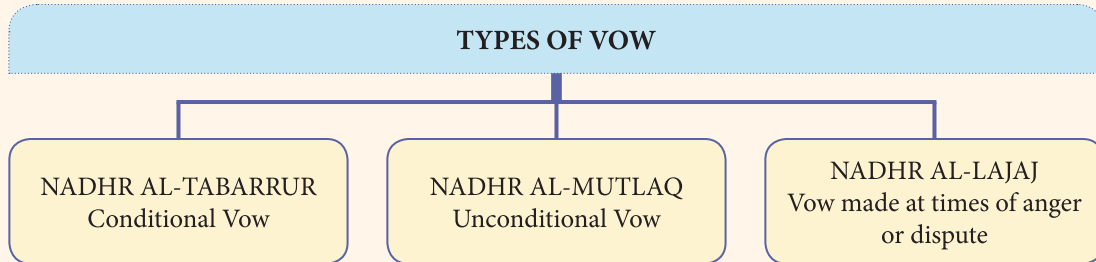 TYPES OF VOW
NADHR AL-TABARRUR
Conditional Vow
NADHR AL-MUTLAQ
Unconditional Vow
NADHR AL-LAJAJ
Vow made at times of anger
or dispute